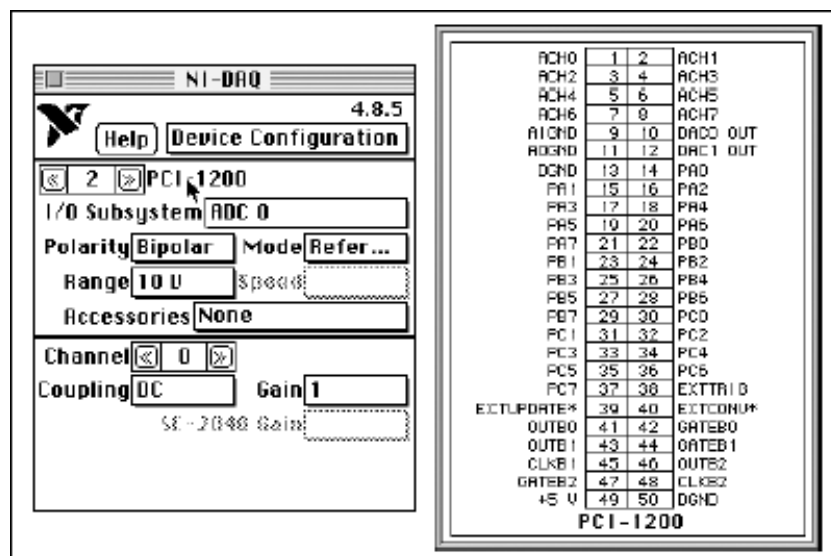 NI-DAQ
4.8.5
Help Device Configuration
2 PCI-1200
I/O Subsystem ADC 0
Polarity Bipolar Mode Refer...
Range 10 V Speed
Accessories None
Channel 0
Coupling DC Gain 1
SC-2040 Gain
ACH0 1 2 ACH1
ACH2 3 4 ACH3
ACH4 5 6 ACH5
ACH6 7 8 ACH7
AIGND 9 10 DAC0 OUT
AOGND 11 12 DAC1 OUT
DGND 13 14 PA0
PA1 15 16 PA2
PA3 17 18 PA4
PA5 19 20 PA6
PA7 21 22 PB0
PB1 23 24 PB2
PB3 25 26 PB4
PB5 27 28 PB6
PB7 29 30 PC0
PC1 31 32 PC2
PC3 33 34 PC4
PC5 35 36 PC6
PC7 37 38 EXTTRIG
EXTUPDATE* 39 40 EXTCONV*
OUTB0 41 42 GATEB0
OUTB1 43 44 GATEB1
CLKB1 45 46 OUTB2
GATEB2 47 48 CLKB2
+5 V 49 50 DGND
PCI-1200